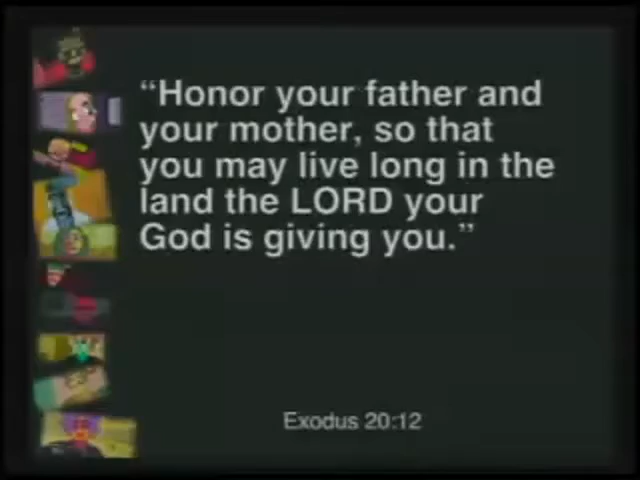 “Honor your father and
your mother, so that
you may live long in the
land the LORD your
God is giving you.”
Exodus 20:12